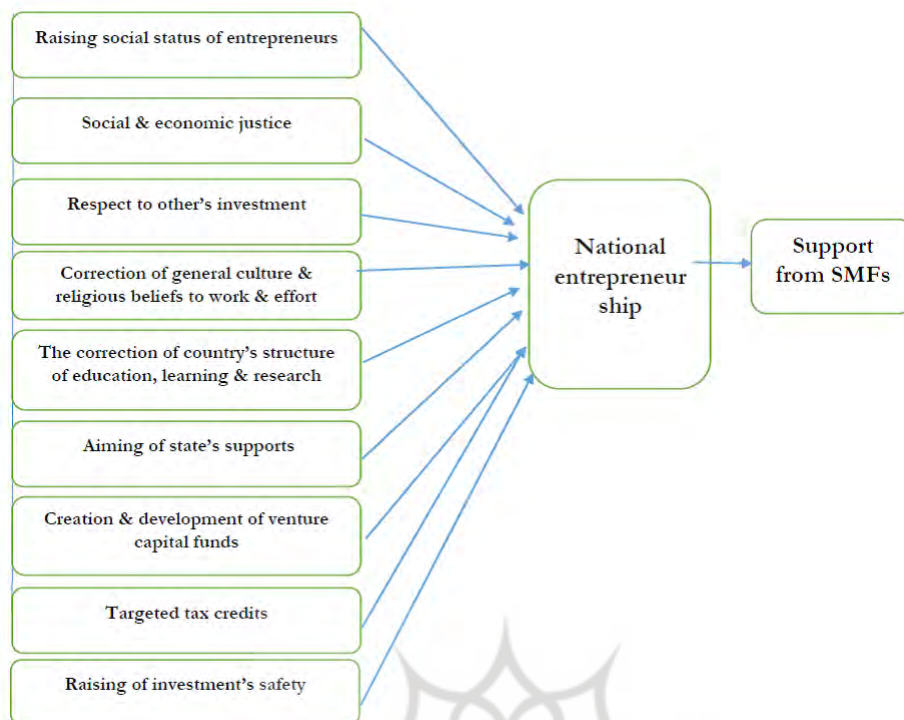 Raising social status of entrepreneurs
Social & economic justice
Respect to other's investment
Correction of general culture &
religious beliefs to work & effort
The correction of country's structure
of education, learning & research
Aiming of state's supports
Creation & development of venture
capital funds
Targeted tax credits
Raising of investment's safety
National
entrepreneur
ship
Support
from SMFs